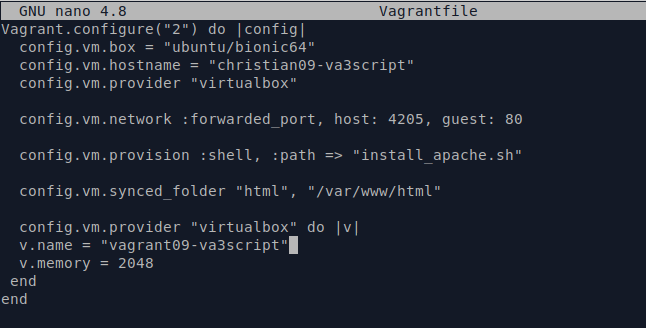 GNU nano 4.8 Vagrantfile
Vagrant.configure("2") do |config|
  config.vm.box = "ubuntu/bionic64"
  config.vm.hostname = "christian09-va3script"
  config.vm.provider "virtualbox"

  config.vm.network :forwarded_port, host: 4205, guest: 80

  config.vm.provision :shell, :path => "install_apache.sh"

  config.vm.synced_folder "html", "/var/www/html"

  config.vm.provider "virtualbox" do |v|
  v.name = "vagrant09-va3script"
  v.memory = 2048
 end
end